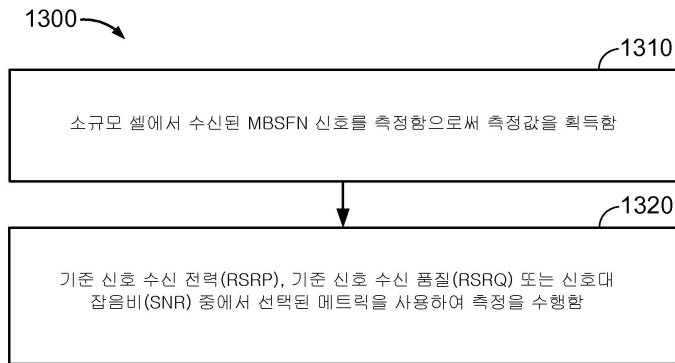 1300
1310
소규모 셀에서 수신된 MBSFN 신호를 측정함으로써 측정값을 획득함
1320
기준 신호 수신 전력(RSRP), 기준 신호 수신 품질(RSRQ) 또는 신호대
잡음비(SNR) 중에서 선택된 메트릭을 사용하여 측정을 수행함